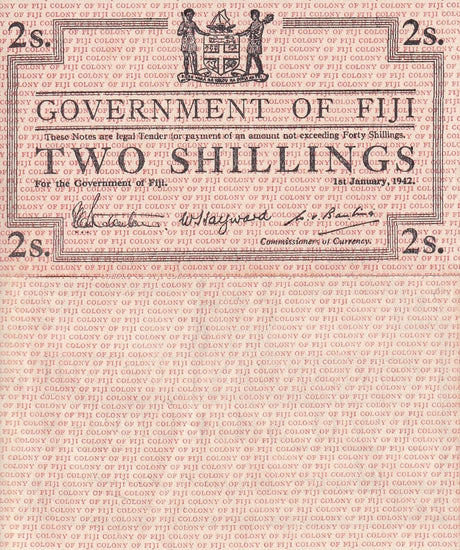 2s. 2s.
GOVERNMENT OF FIJI
These Notes are legal Tender for payment of an amount not exceeding Forty Shillings.
TWO SHILLINGS
For the Government of Fiji. 1st January, 1942.
W Hayward
Commissioners of Currency.
2s. 2s.
COLONY OF FIJI COLONY OF FIJI COLONY OF FIJI COLONY OF FIJI